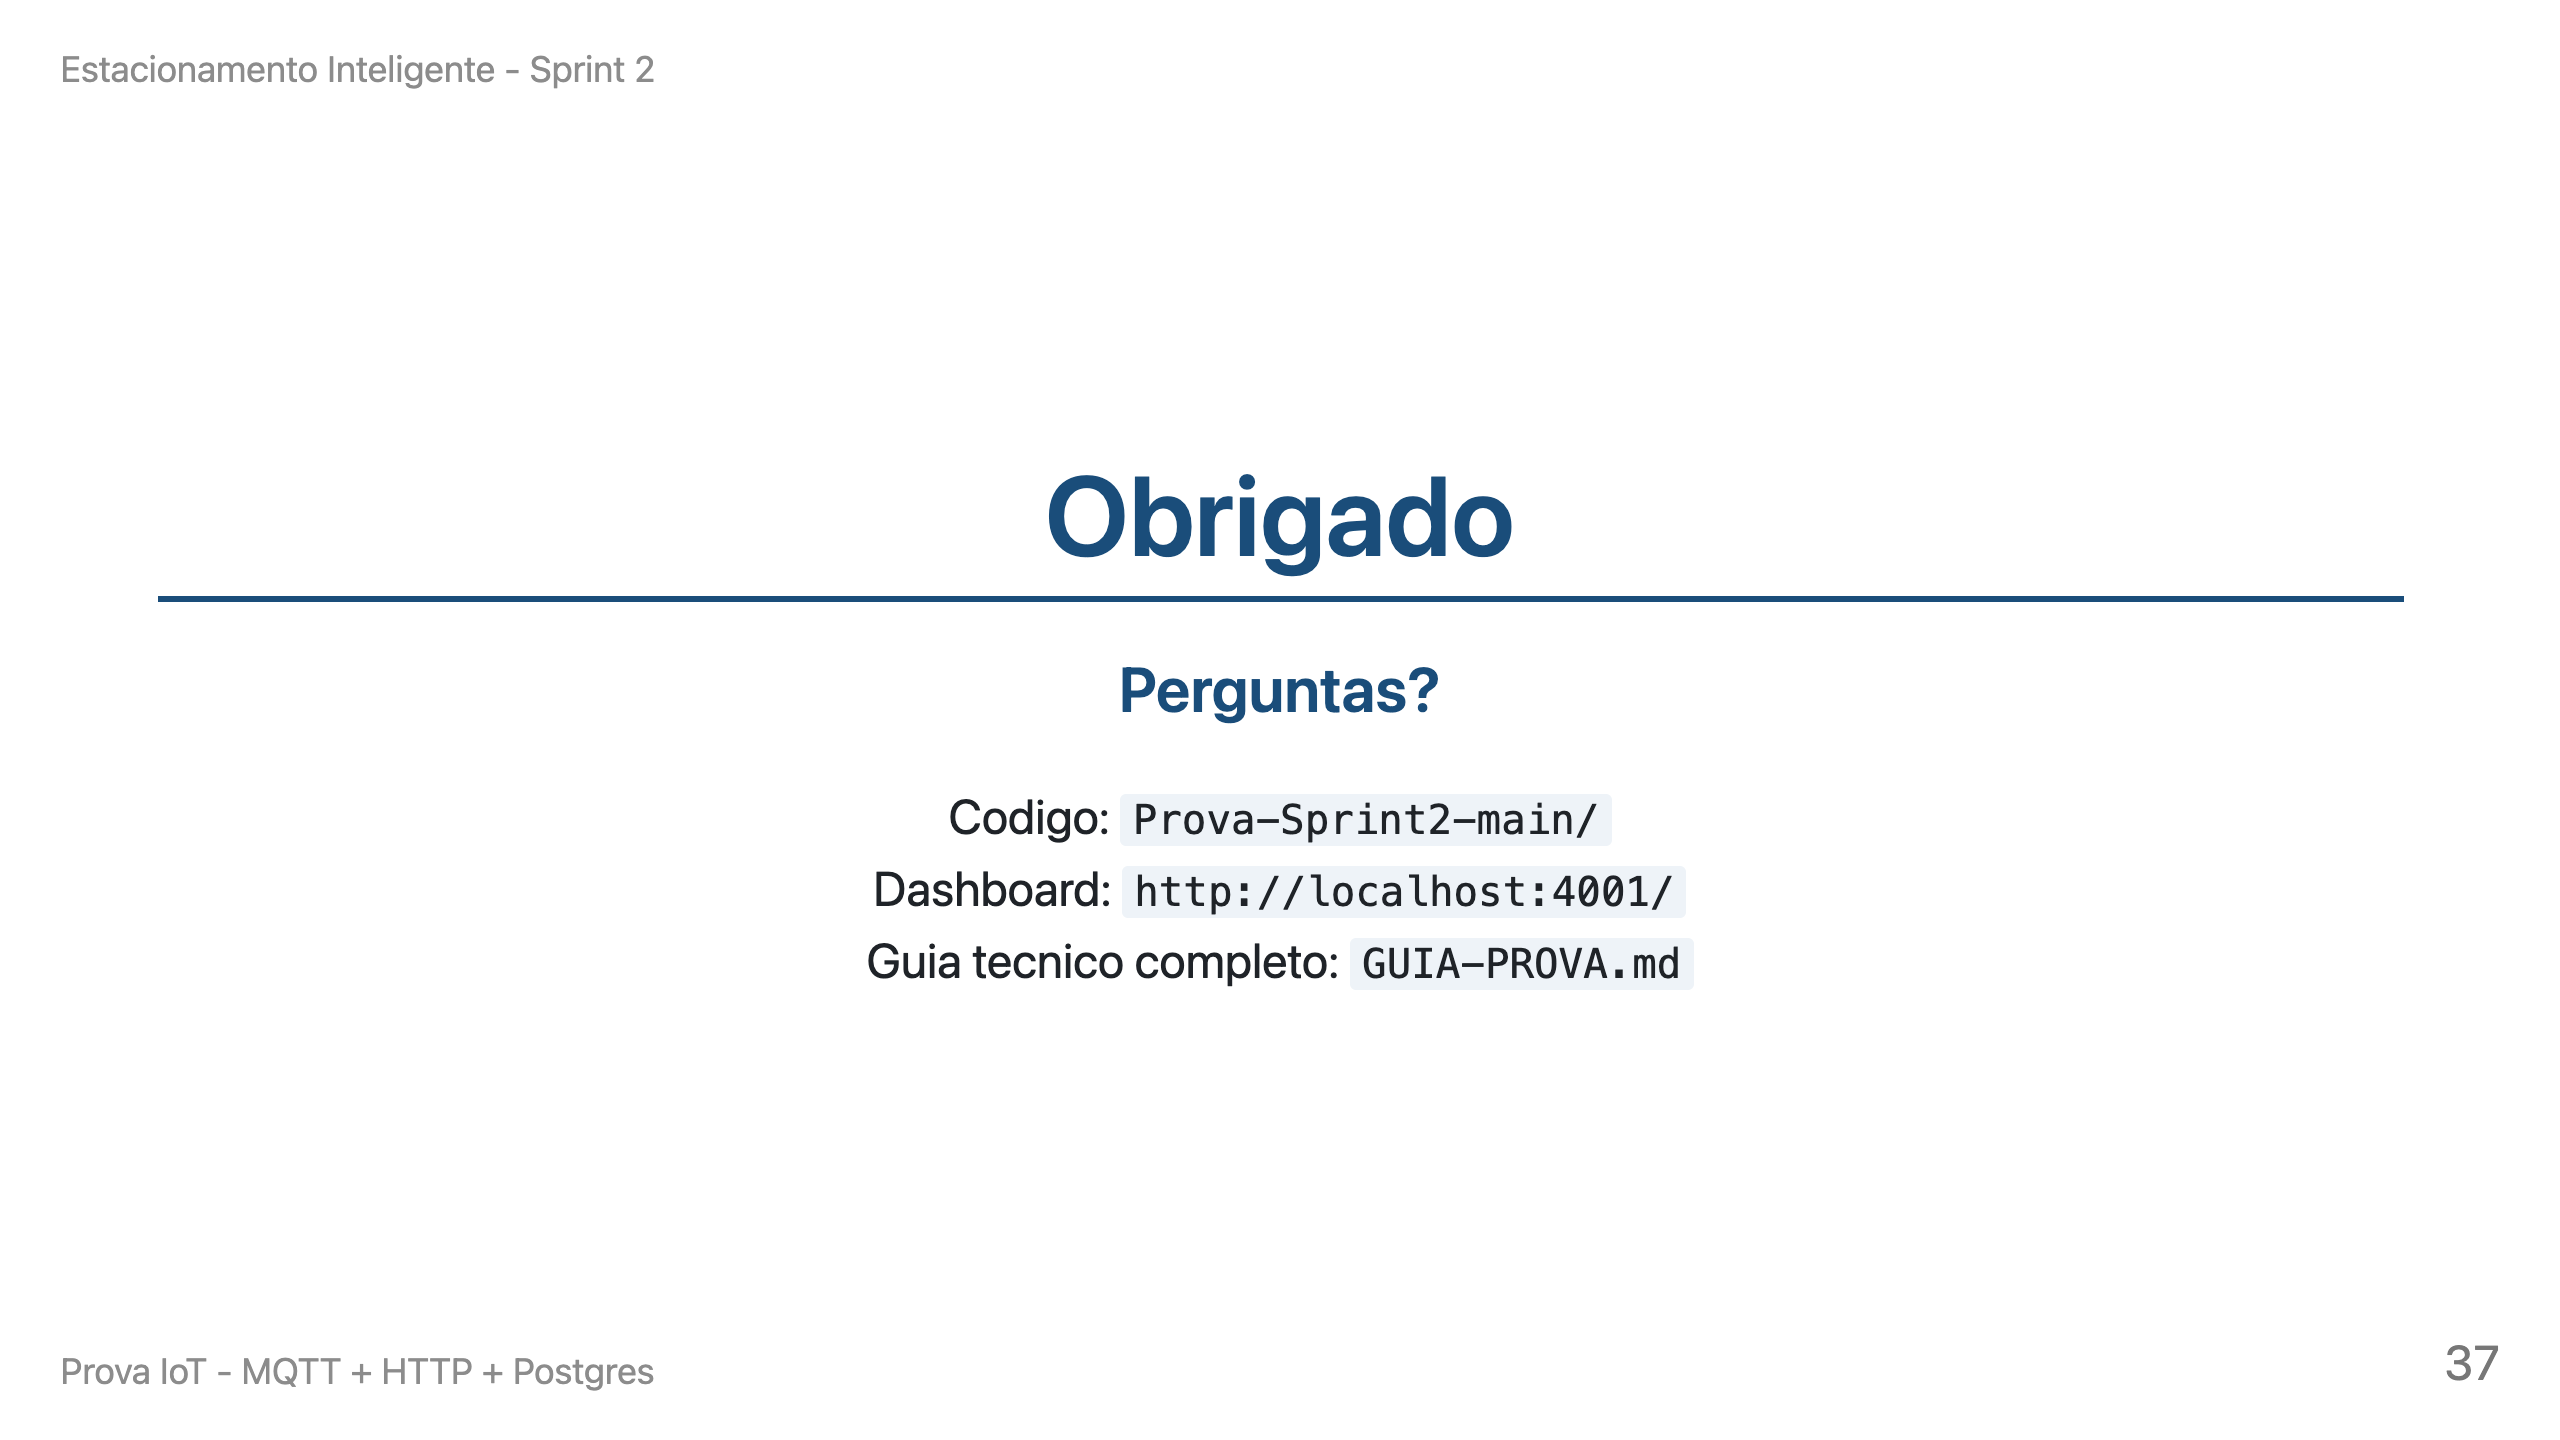 Estacionamento Inteligente - Sprint 2
Obrigado
Perguntas?
Codigo: Prova-Sprint2-main/
Dashboard: http://localhost:4001/
Guia tecnico completo: GUIA-PROVA.md
Prova IoT - MQTT + HTTP + Postgres
37